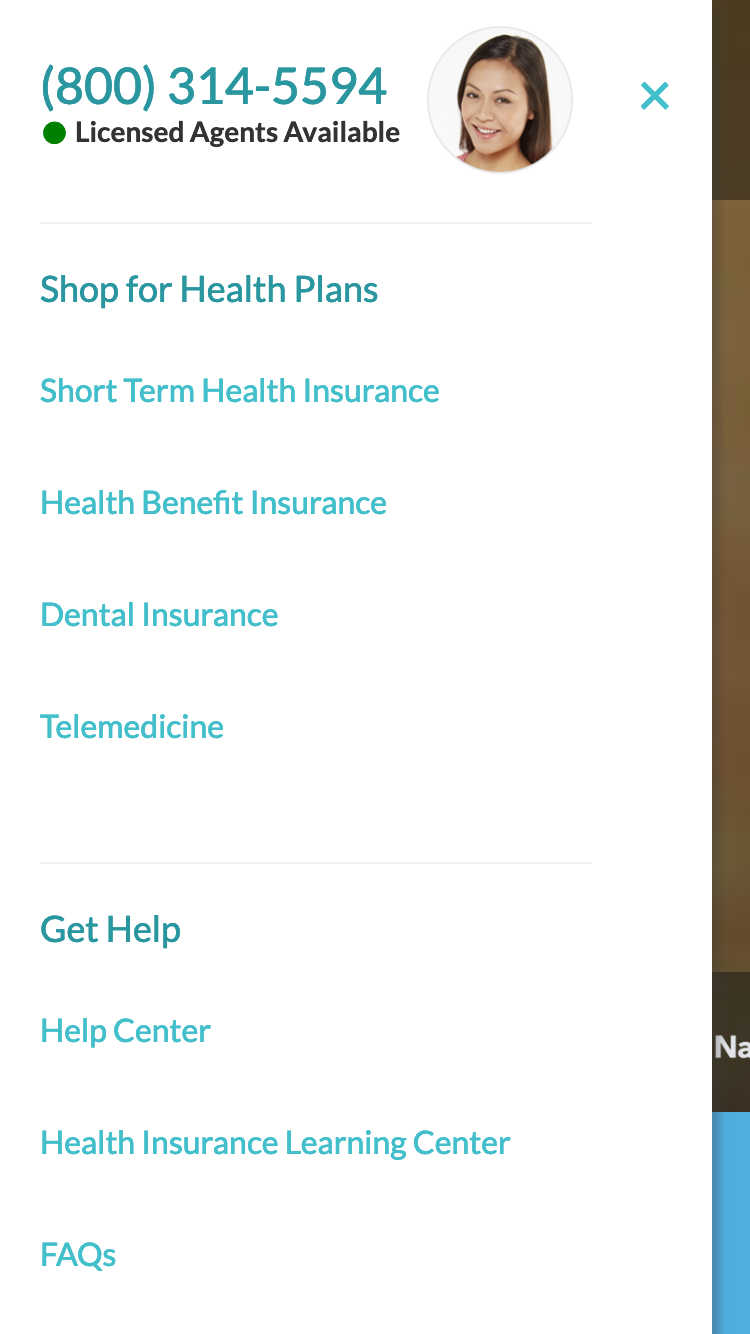 (800) 314-5594
Licensed Agents Available
Shop for Health Plans
Short Term Health Insurance
Health Benefit Insurance
Dental Insurance
Telemedicine
Get Help
Help Center
Health Insurance Learning Center
FAQs
Na